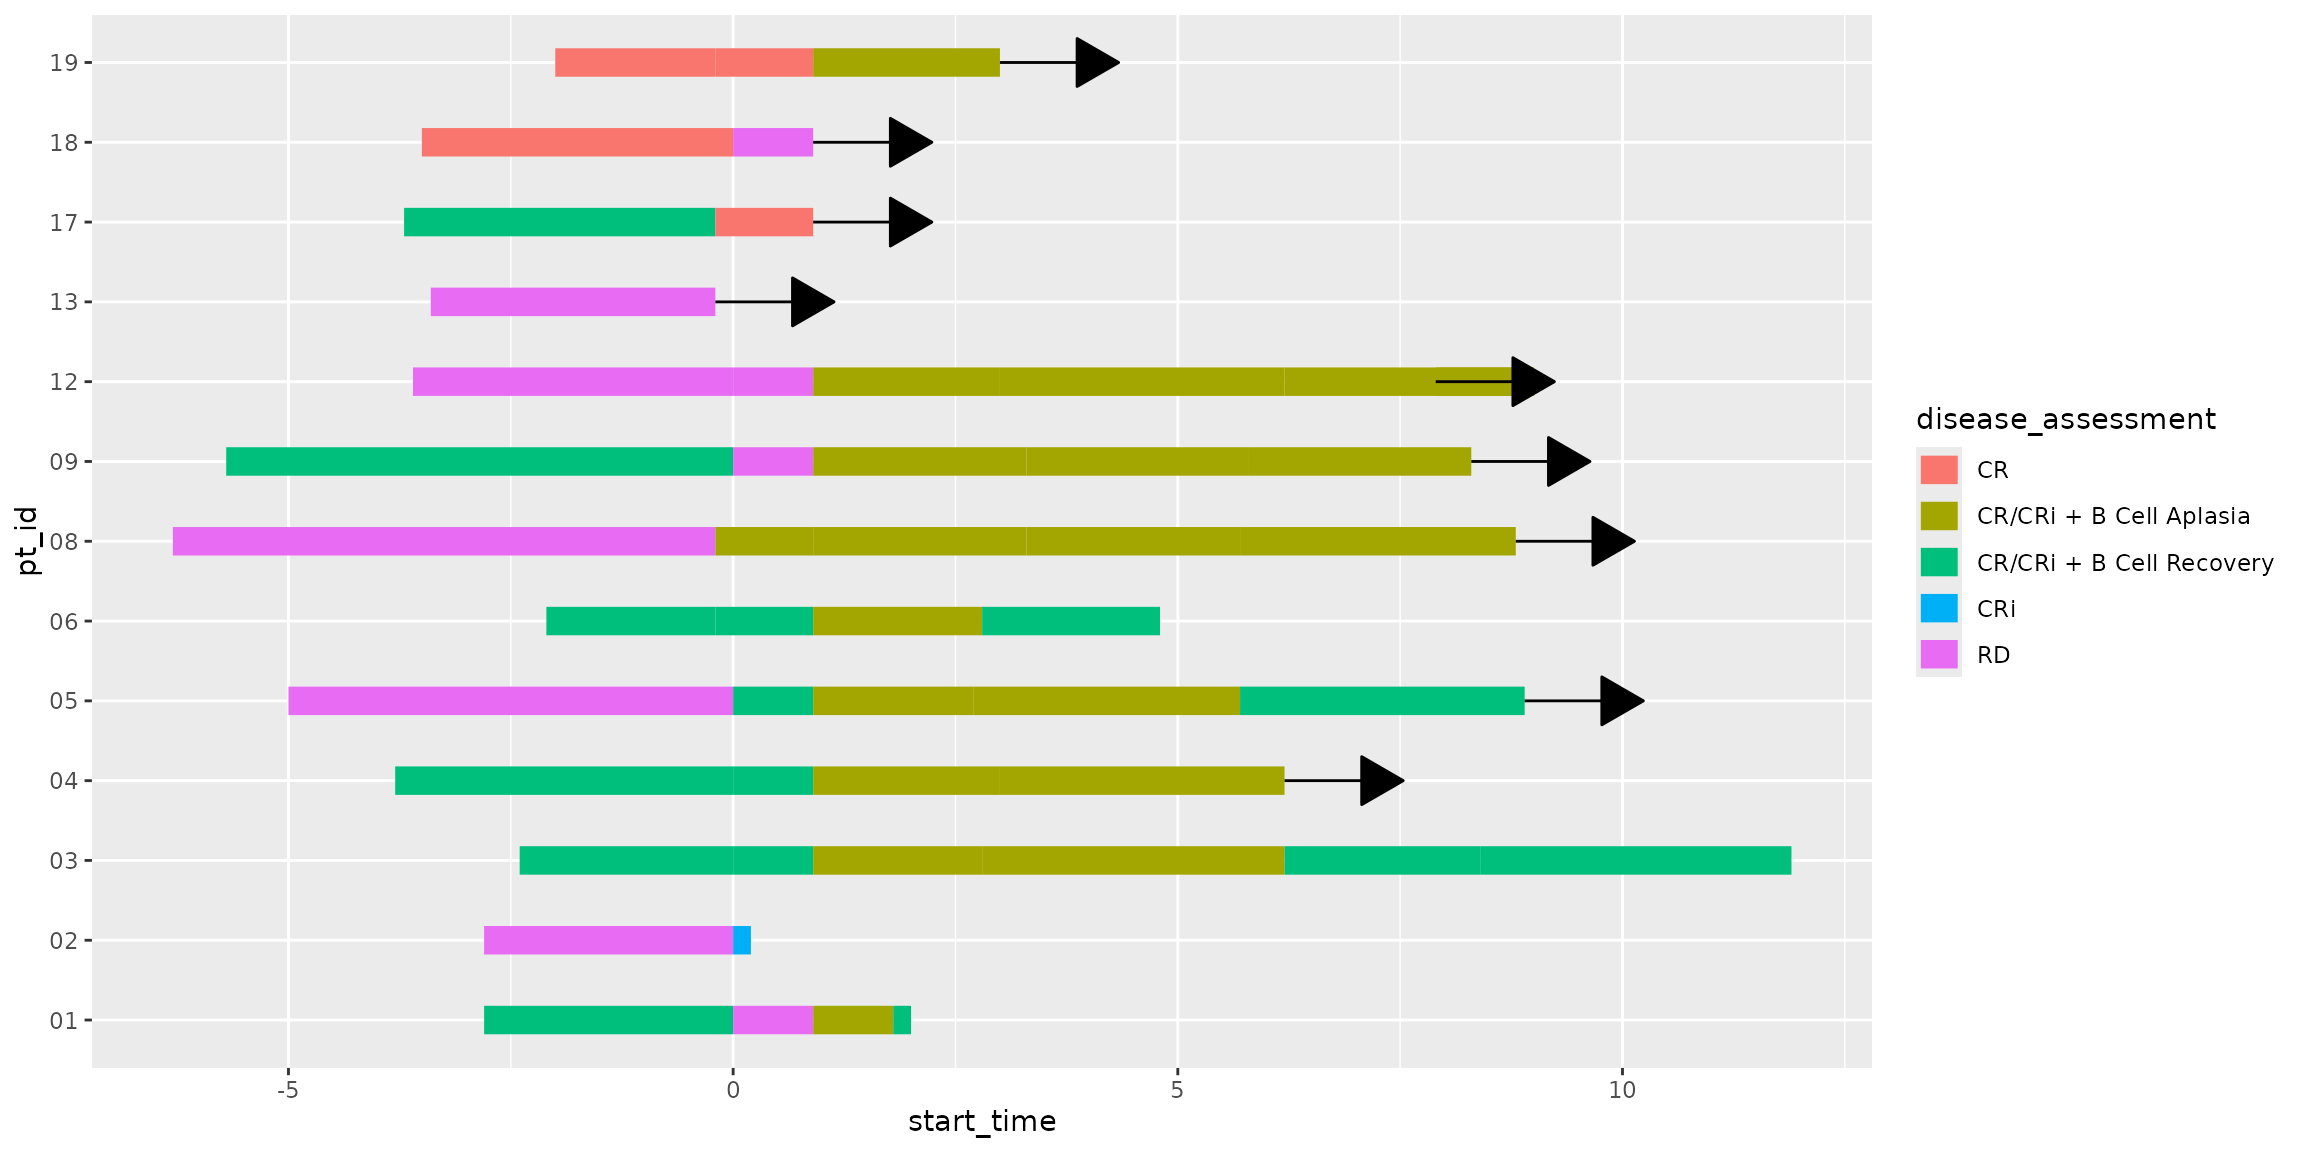 19
18
17
13
12
09
08
06
05
04
03
02
01
pt_id
-5 0 5 10
start_time
disease_assessment
CR
CR/CRi + B Cell Aplasia
CR/CRi + B Cell Recovery
CRi
RD